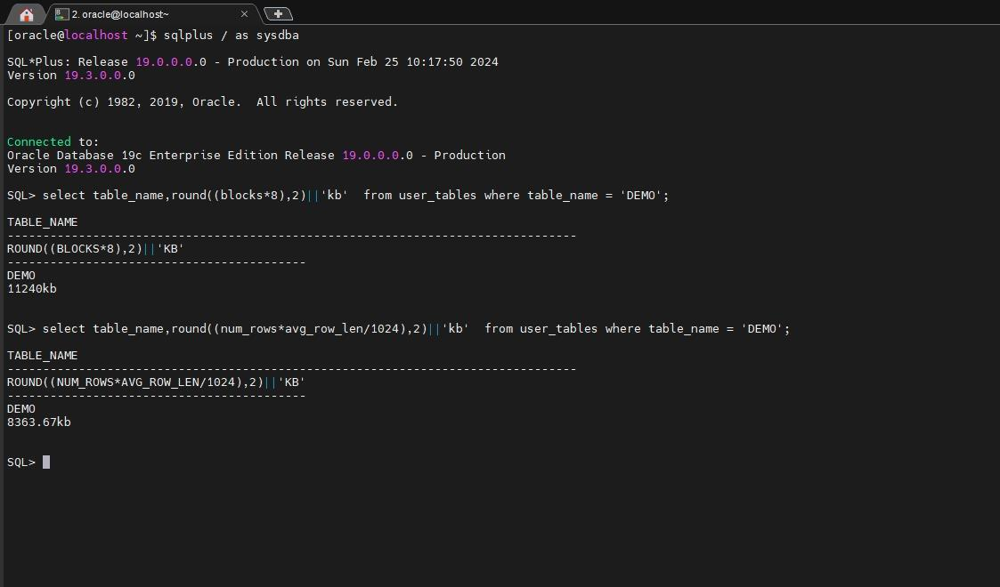 2. oracle@localhost~
[oracle@localhost ~]$ sqlplus / as sysdba
SQL*Plus: Release 19.0.0.0.0 - Production on Sun Feb 25 10:17:50 2024
Version 19.3.0.0.0
Copyright (c) 1982, 2019, Oracle.  All rights reserved.
Connected to:
Oracle Database 19c Enterprise Edition Release 19.0.0.0.0 - Production
Version 19.3.0.0.0
SQL> select table_name,round((blocks*8),2)||'kb'  from user_tables where table_name = 'DEMO';
TABLE_NAME
--------------------------------------------------------------------------------
ROUND((BLOCKS*8),2)||'KB'
------------------------------------------
DEMO
11240kb
SQL> select table_name,round((num_rows*avg_row_len/1024),2)||'kb'  from user_tables where table_name = 'DEMO';
TABLE_NAME
--------------------------------------------------------------------------------
ROUND((NUM_ROWS*AVG_ROW_LEN/1024),2)||'KB'
------------------------------------------
DEMO
8363.67kb
SQL>